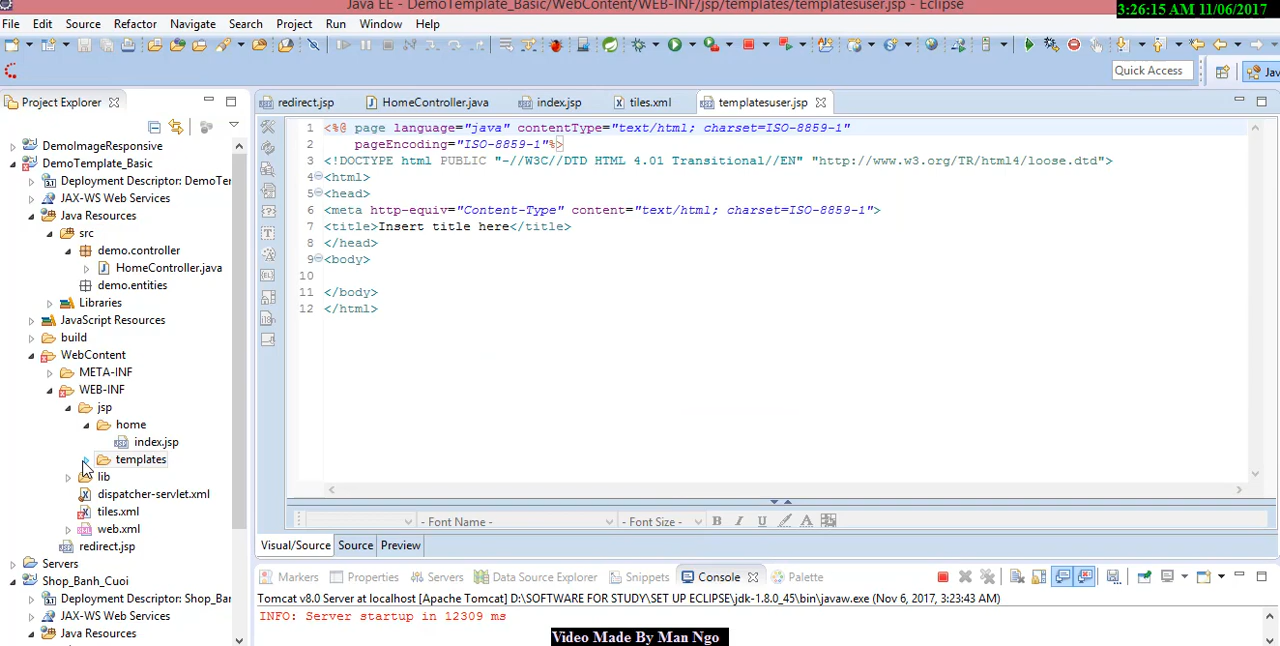 Java EE - DemoTemplate_Basic/WebContent/WEB-INF/jsp/templates/templatesuser.jsp - Eclipse
3:26:15 AM 11/06/2017
File Edit Source Refactor Navigate Search Project Run Window Help
Quick Access
Jav
Project Explorer
redirect.jsp HomeController.java index.jsp tiles.xml templatesuser.jsp
DemoImageResponsive
DemoTemplate_Basic
Deployment Descriptor: DemoTer
JAX-WS Web Services
Java Resources
src
demo.controller
HomeController.java
demo.entities
Libraries
JavaScript Resources
build
WebContent
META-INF
WEB-INF
jsp
home
index.jsp
templates
lib
dispatcher-servlet.xml
tiles.xml
web.xml
redirect.jsp
Servers
Shop_Banh_Cuoi
Deployment Descriptor: Shop_Bar
JAX-WS Web Services
Java Resources
1 <%@ page language="java" contentType="text/html; charset=ISO-8859-1"
2 pageEncoding="ISO-8859-1"%>
3 <!DOCTYPE html PUBLIC "-//W3C//DTD HTML 4.01 Transitional//EN" "http://www.w3.org/TR/html4/loose.dtd">
4 <html>
5 <head>
6 <meta http-equiv="Content-Type" content="text/html; charset=ISO-8859-1">
7 <title>Insert title here</title>
8 </head>
9 <body>
10
11 </body>
12 </html>
- Font Name - - Font Size - B I U A
Visual/Source Source Preview
Markers Properties Servers Data Source Explorer Snippets Console Palette
Tomcat v8.0 Server at localhost [Apache Tomcat] D:\SOFTWARE FOR STUDY\SET UP ECLIPSE\jdk-1.8.0_45\bin\javaw.exe (Nov 6, 2017, 3:23:43 AM)
INFO: Server startup in 12309 ms
Video Made By Man Ngo